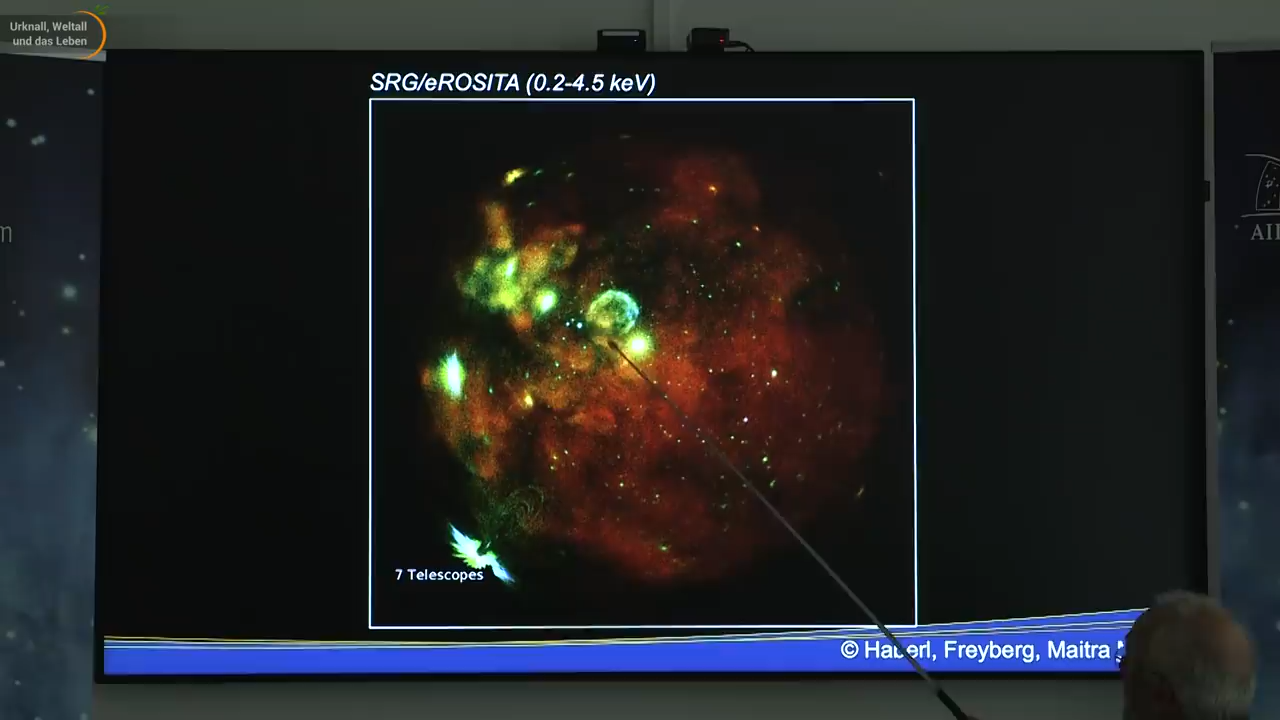 Urknall, Weltall
und das Leben
SRG/eROSITA (0.2-4.5 keV)
m
7 Telescopes
© Haberl, Freyberg, Maitra